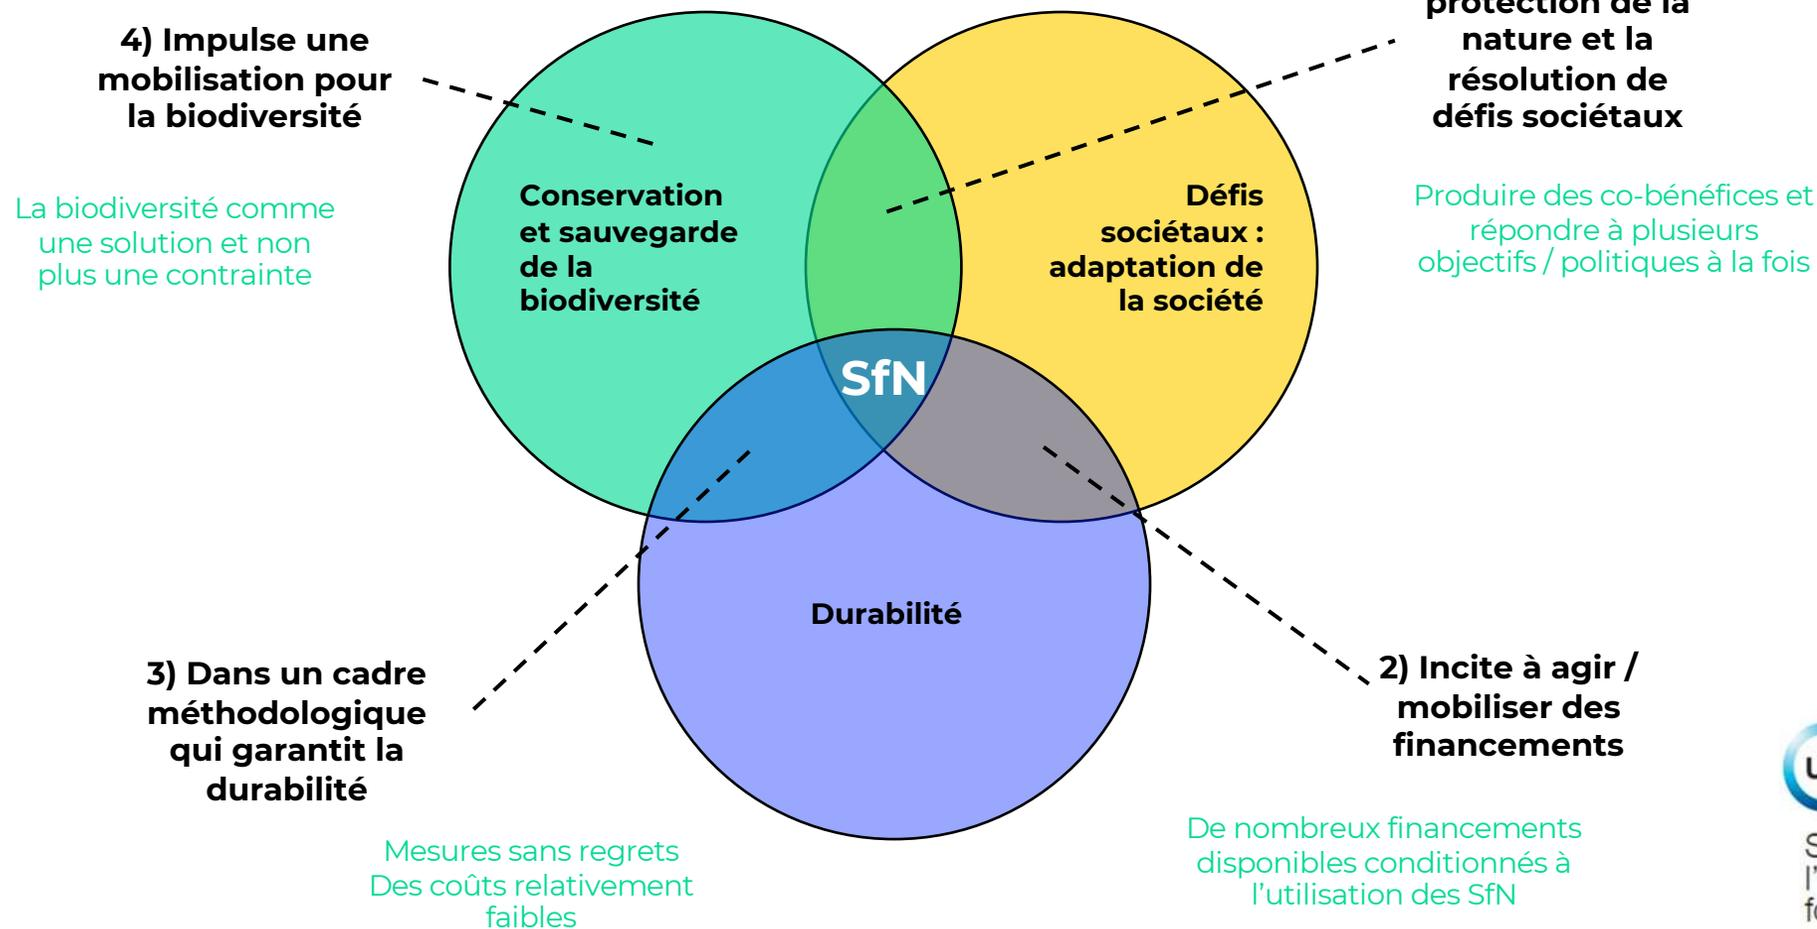 4) Impulse une
mobilisation pour
la biodiversité
La biodiversité comme
une solution et non
plus une contrainte
protection de la
nature et la
résolution de
défis sociétaux
Produire des co-bénéfices et
répondre à plusieurs
objectifs / politiques à la fois
Conservation
et sauvegarde
de la
biodiversité
Défis
sociétaux :
adaptation de
la société
SfN
Durabilité
3) Dans un cadre
méthodologique
qui garantit la
durabilité
Mesures sans regrets
Des coûts relativement
faibles
2) Incite à agir /
mobiliser des
financements
De nombreux financements
disponibles conditionnés à
l'utilisation des SfN